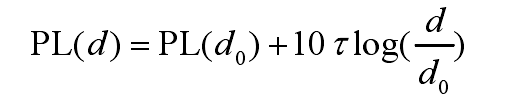 PL(d) = PL(d₀) + 10 τ log(d/d₀)